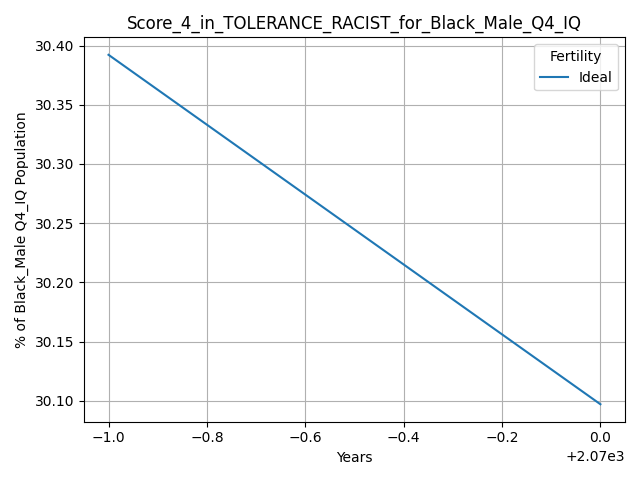 Score_4_in_TOLERANCE_RACIST_for_Black_Male_Q4_IQ
Fertility
Ideal
% of Black_Male Q4_IQ Population
30.40
30.35
30.30
30.25
30.20
30.15
30.10
−1.0 −0.8 −0.6 −0.4 −0.2 0.0
Years
+2.07e3